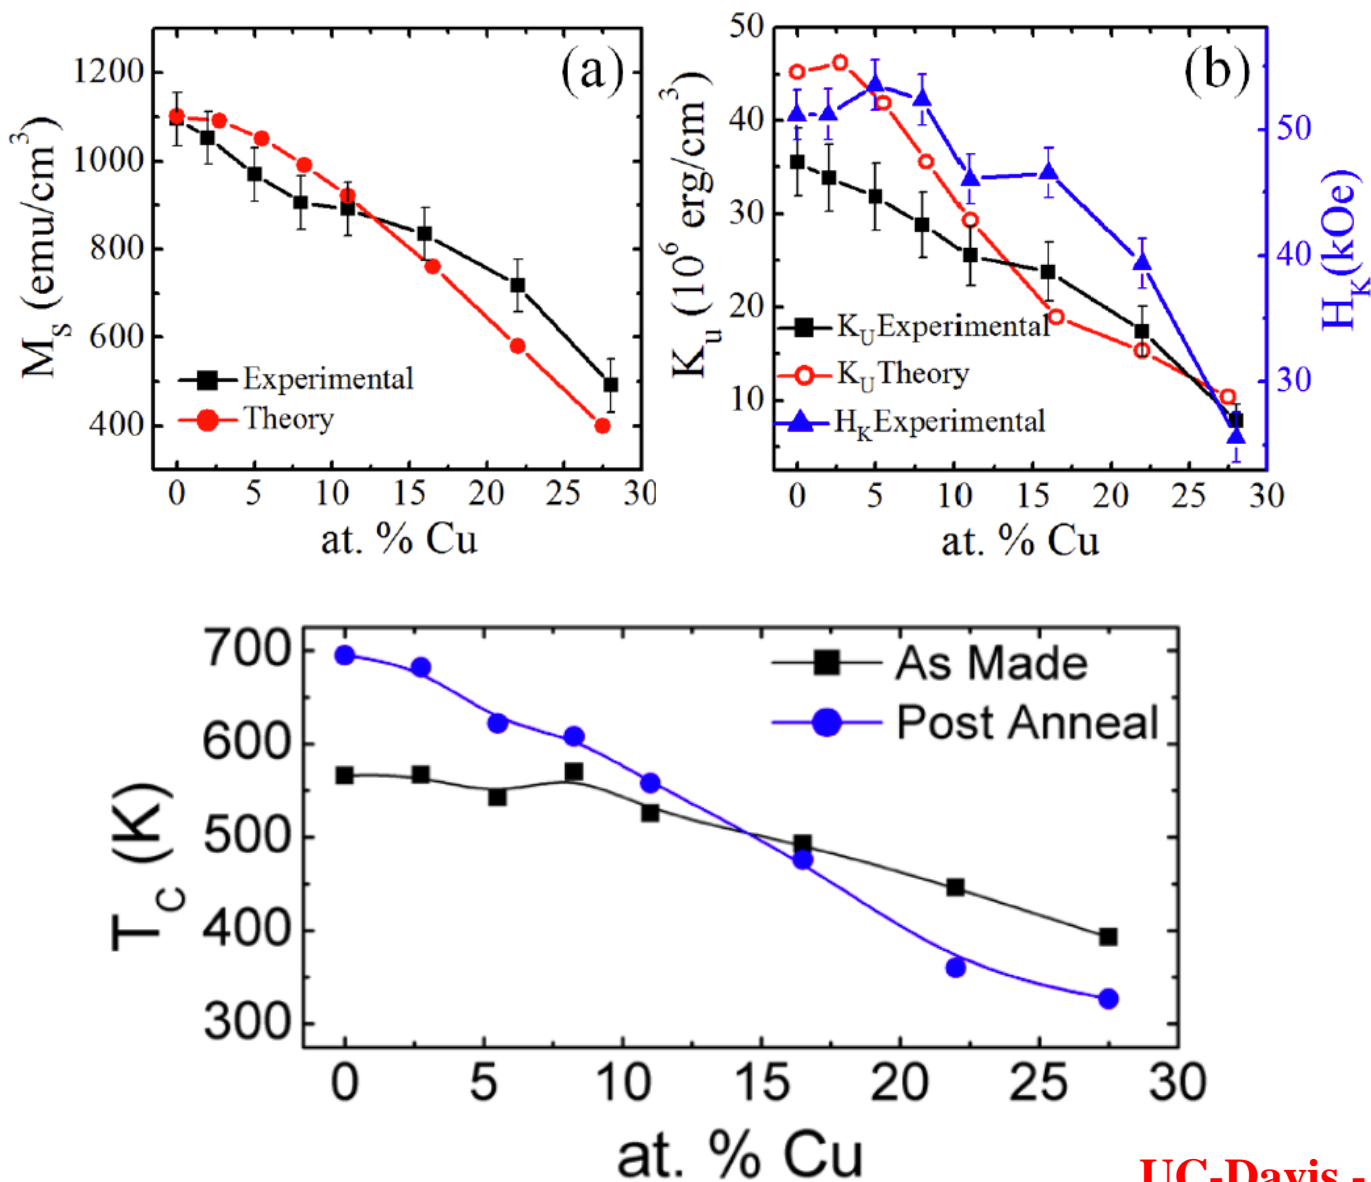 (a)
1200
1000
800
600
400
M_S (emu/cm^3)
Experimental
Theory
0 5 10 15 20 25 30
at. % Cu
(b)
50
40
30
20
10
K_u (10^6 erg/cm^3)
50
40
30
H_K (kOe)
K_U Experimental
K_U Theory
H_K Experimental
0 5 10 15 20 25 30
at. % Cu
700
600
500
400
300
T_C (K)
As Made
Post Anneal
0 5 10 15 20 25 30
at. % Cu
UC-Davis -